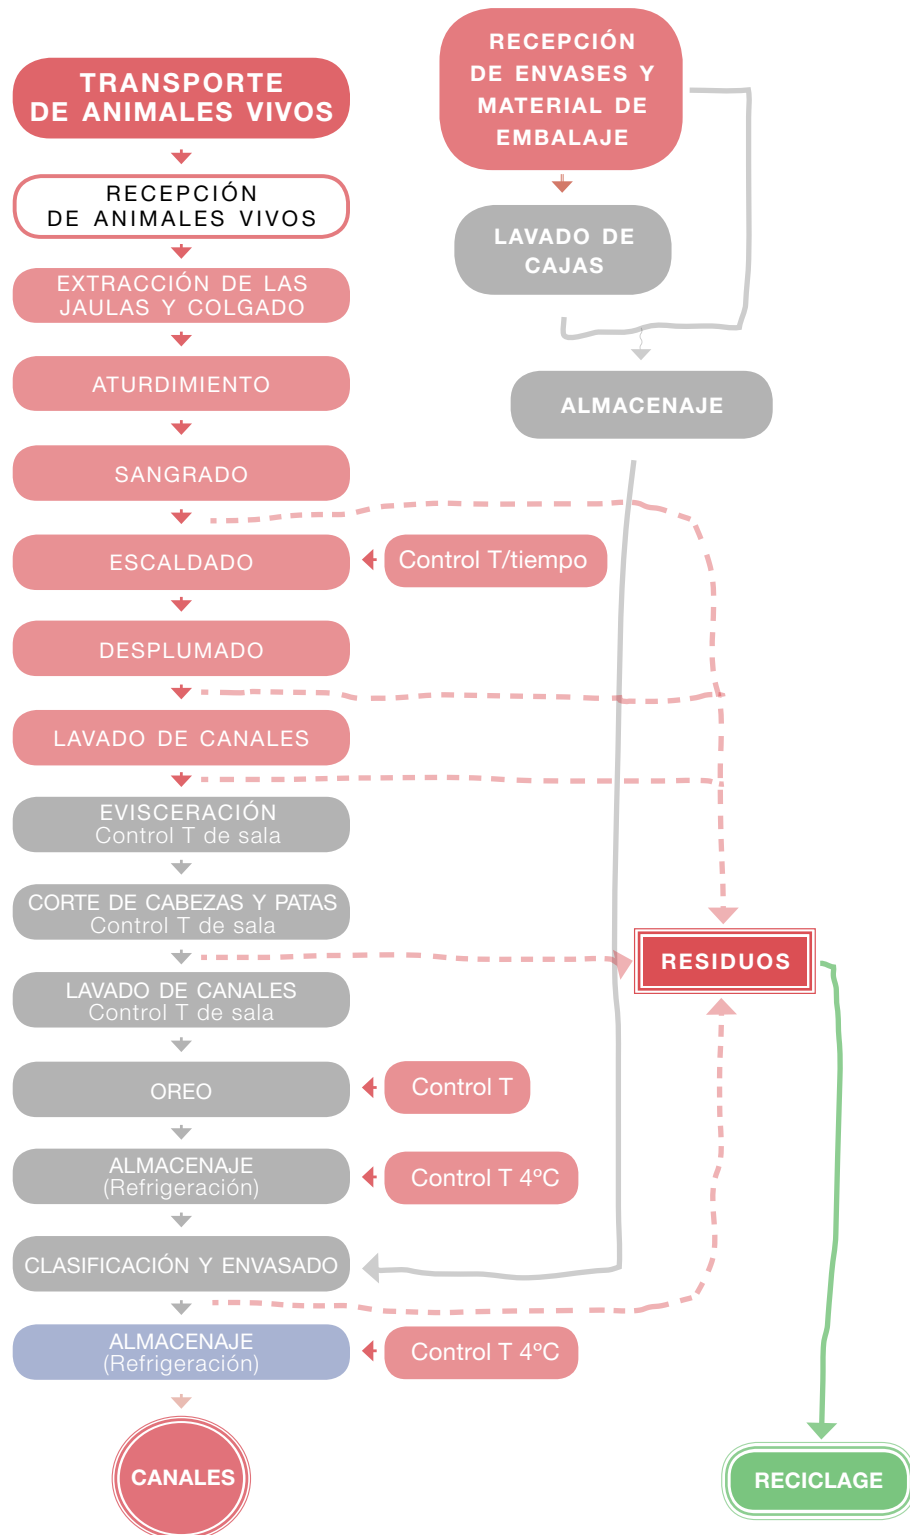 TRANSPORTE
DE ANIMALES VIVOS
RECEPCIÓN
DE ANIMALES VIVOS
EXTRACCIÓN DE LAS
JAULAS Y COLGADO
ATURDIMIENTO
SANGRADO
ESCALDADO
Control T/tiempo
DESPLUMADO
LAVADO DE CANALES
EVISCERACIÓN
Control T de sala
CORTE DE CABEZAS Y PATAS
Control T de sala
LAVADO DE CANALES
Control T de sala
OREO
Control T
ALMACENAJE
(Refrigeración)
Control T 4ºC
CLASIFICACIÓN Y ENVASADO
ALMACENAJE
(Refrigeración)
Control T 4ºC
CANALES
RECEPCIÓN
DE ENVASES Y
MATERIAL DE
EMBALAJE
LAVADO DE
CAJAS
ALMACENAJE
RESIDUOS
RECICLAGE